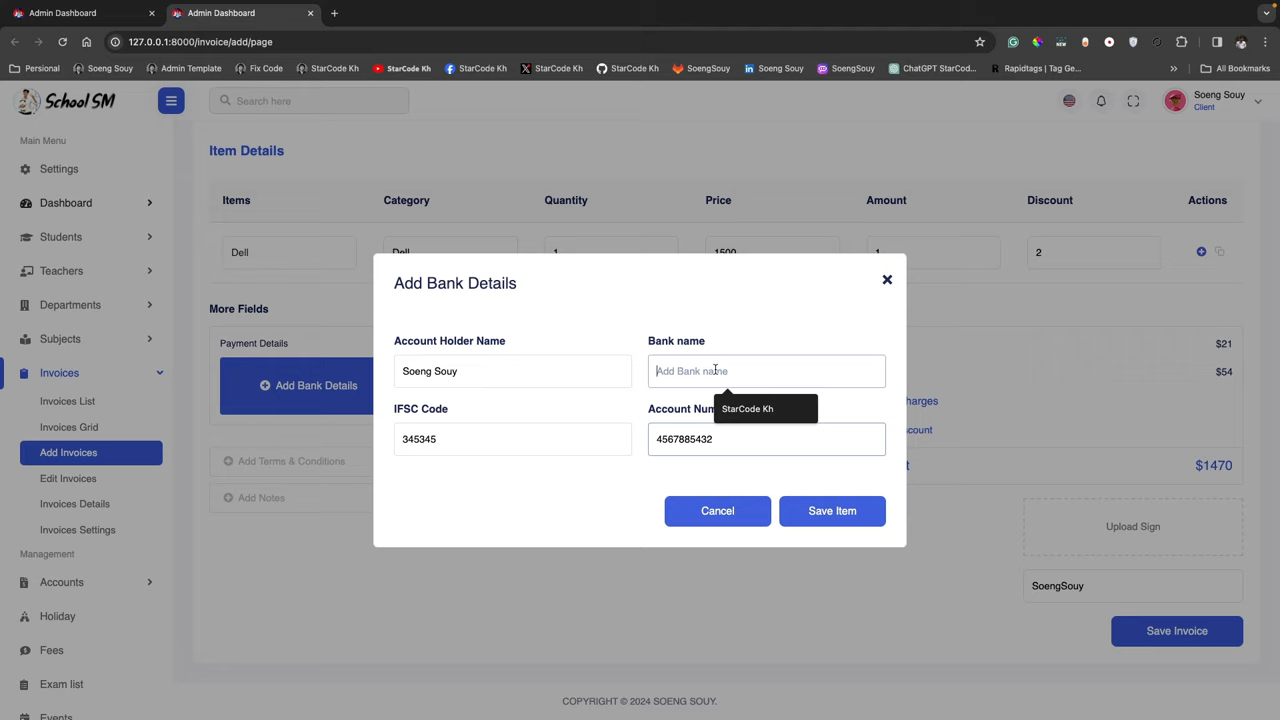 Admin Dashboard
Admin Dashboard
127.0.0.1:8000/invoice/add/page
Personal
Soeng Souy
Admin Template
Fix Code
StarCode Kh
StarCode Kh
StarCode Kh
StarCode Kh
StarCode Kh
SoengSouy
Soeng Souy
SoengSouy
ChatGPT StarCod...
Rapidtags | Tag Ge...
All Bookmarks
School SM
Search here
Soeng Souy
Client
Main Menu
Settings
Dashboard
Students
Teachers
Departments
Subjects
Invoices
Invoices List
Invoices Grid
Add Invoices
Edit Invoices
Invoices Details
Invoices Settings
Management
Accounts
Holiday
Fees
Exam list
Events
Item Details
Items
Category
Quantity
Price
Amount
Discount
Actions
Dell
Dell
1
1500
1
2
More Fields
Payment Details
Add Bank Details
Add Terms & Conditions
Add Notes
$21
$54
$1470
Upload Sign
SoengSouy
Save Invoice
Add Bank Details
Account Holder Name
Bank name
Soeng Souy
Add Bank name
StarCode Kh
IFSC Code
345345
4567885432
Cancel
Save Item
COPYRIGHT © 2024 SOENG SOUY.